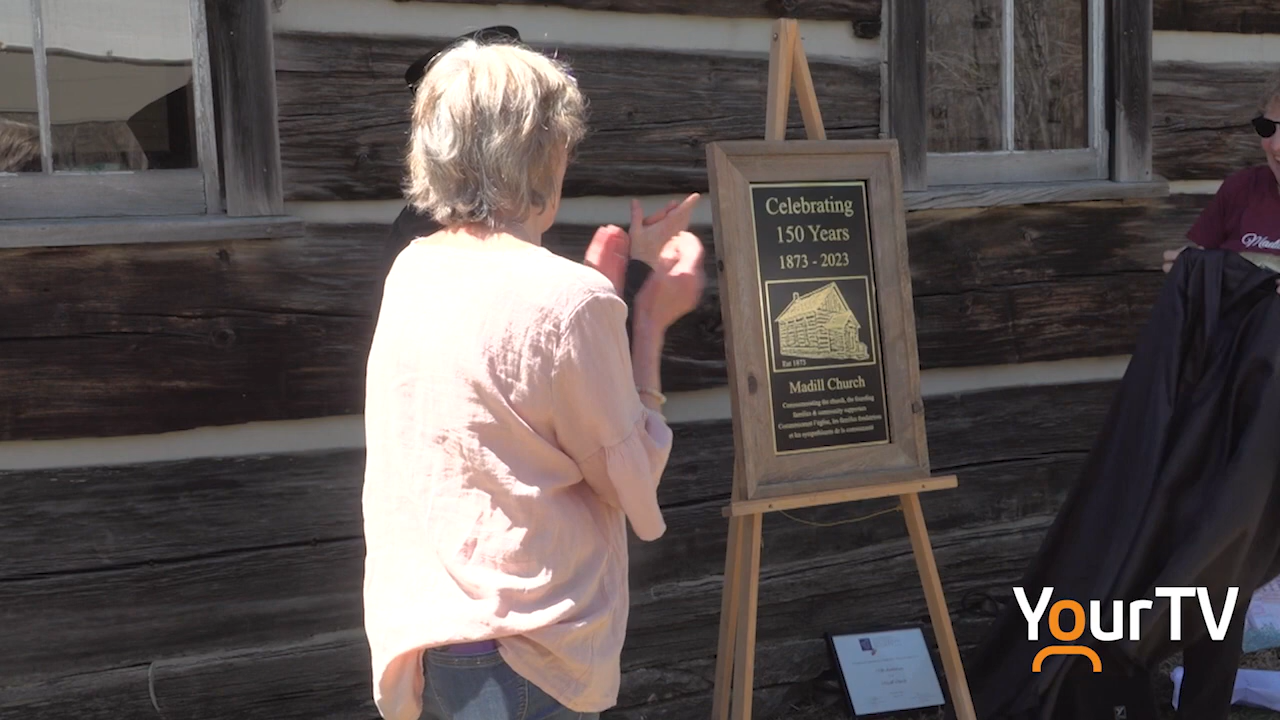 Celebrating
150 Years
1873 - 2023
Est 1873
Madill Church
Commemorating the church, the founding
families & community supporters
Commemorant l'église, les familles fondatrices
et les sympathisants de la communauté
YourTV